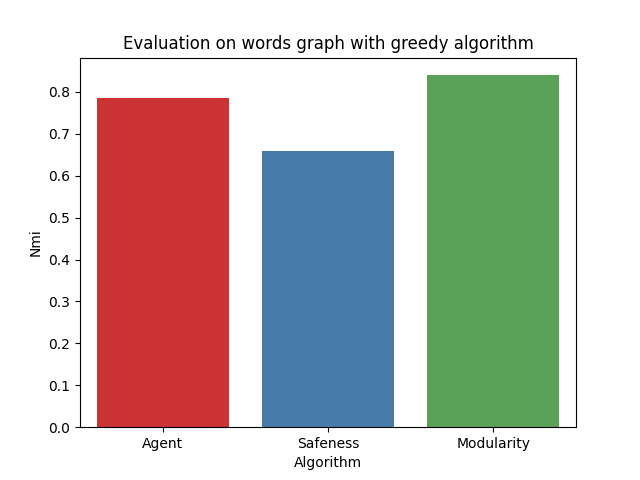 Evaluation on words graph with greedy algorithm
0.8
0.7
0.6
0.5
0.4
0.3
0.2
0.1
0.0
Nmi
Agent
Safeness
Modularity
Algorithm